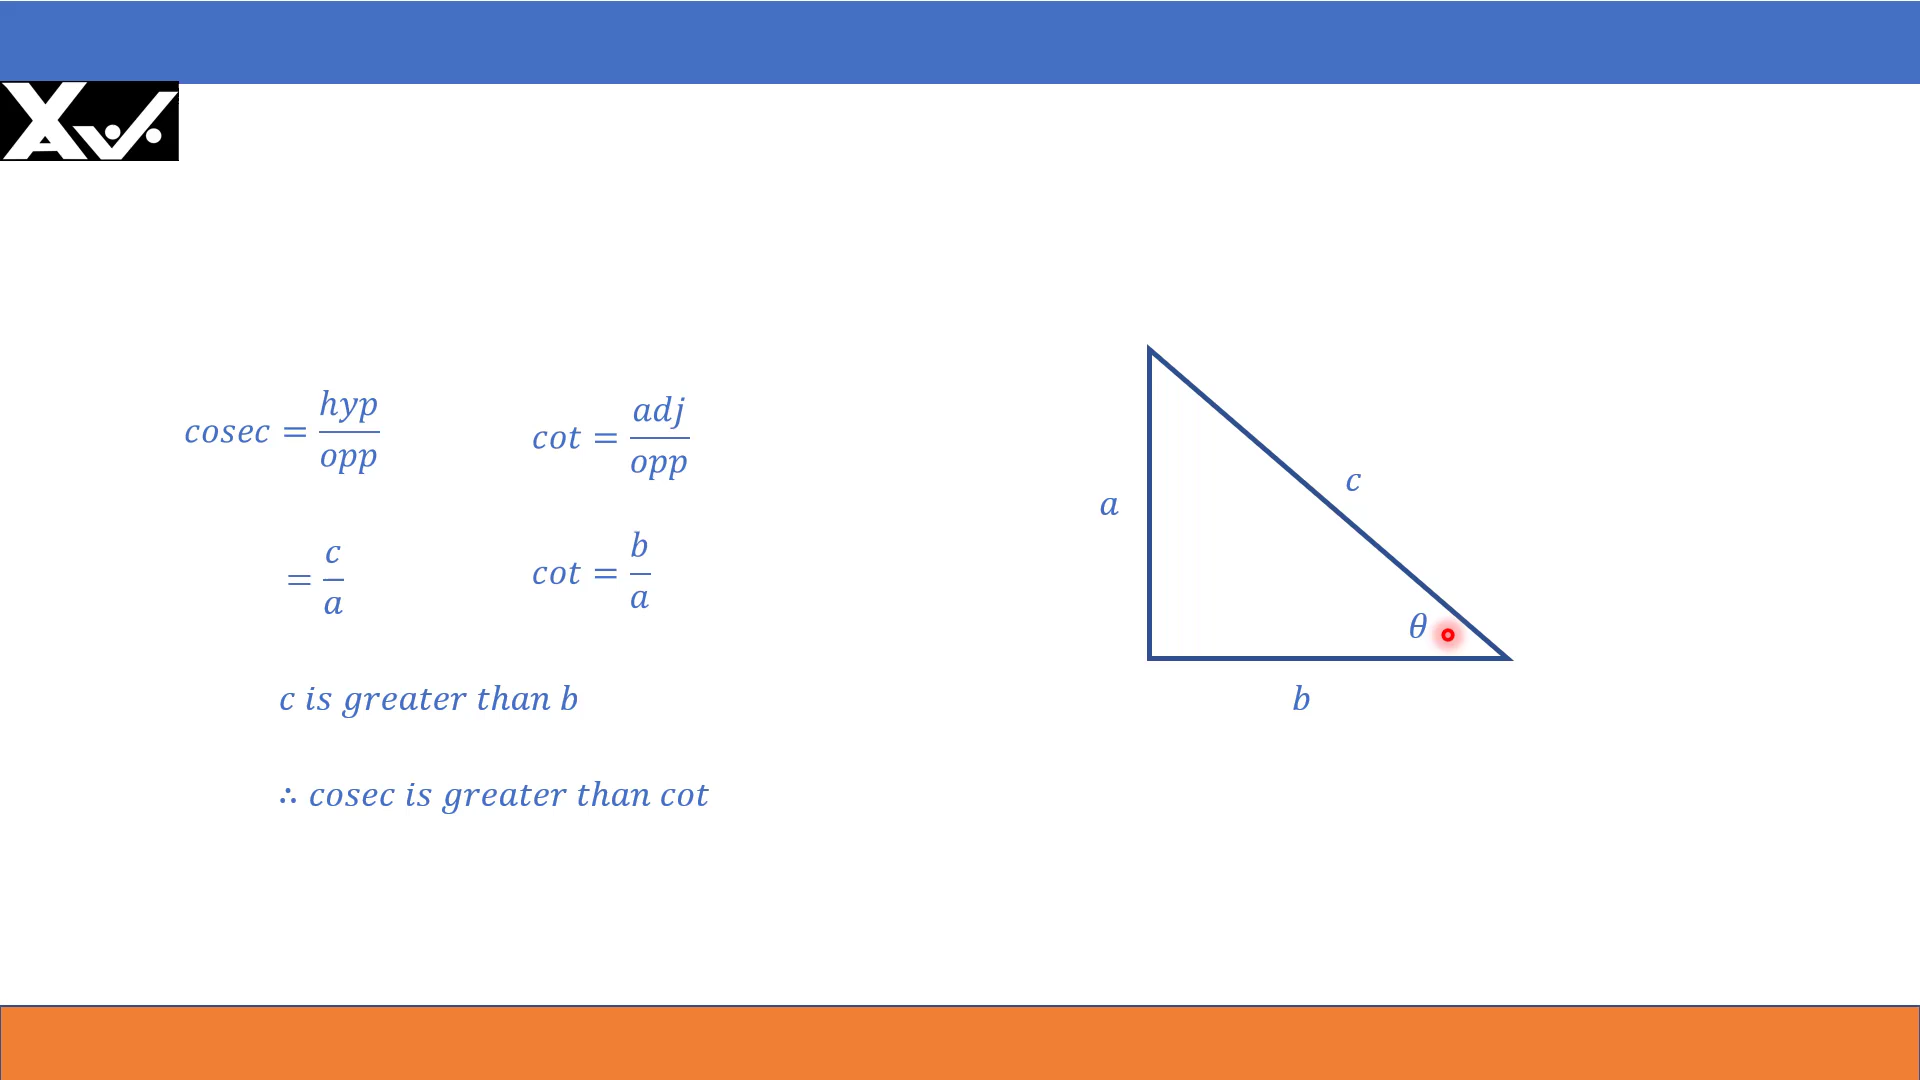 cosec = hyp/opp
cot = adj/opp
= c/a
cot = b/a
c is greater than b
∴ cosec is greater than cot
a
c
θ
b